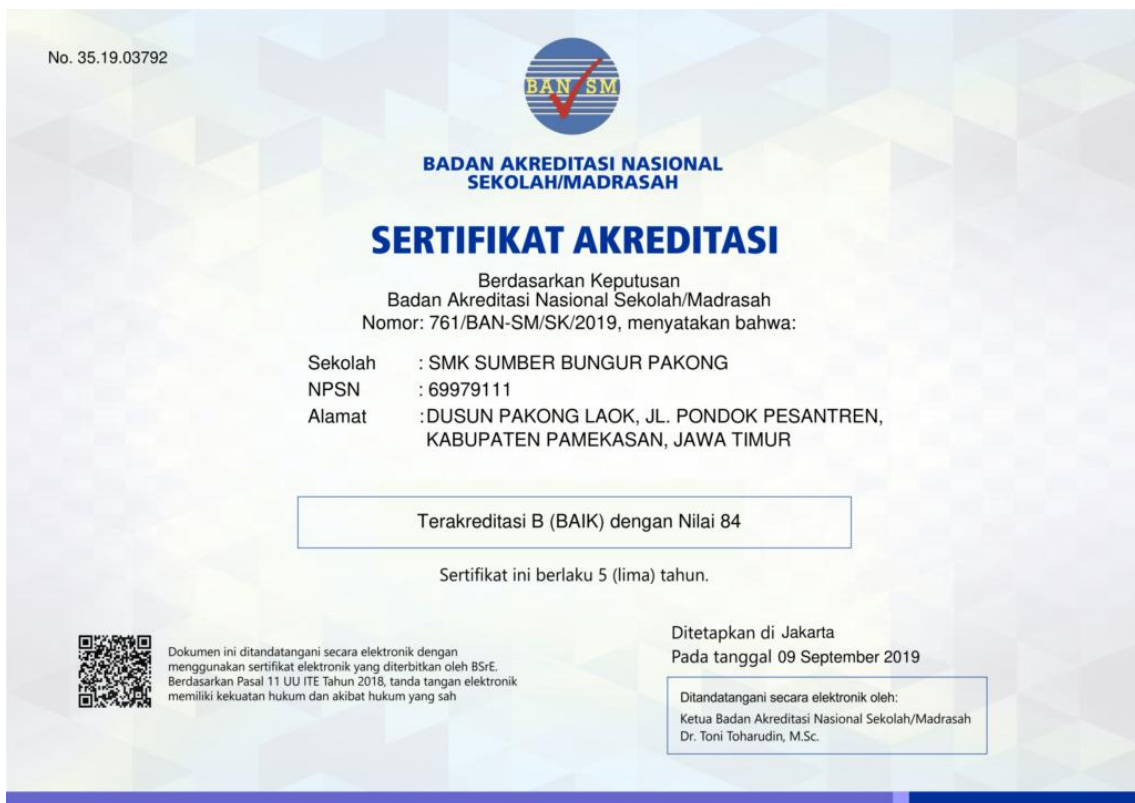 No. 35.19.03792
BAN SM
BADAN AKREDITASI NASIONAL
SEKOLAH/MADRASAH
SERTIFIKAT AKREDITASI
Berdasarkan Keputusan
Badan Akreditasi Nasional Sekolah/Madrasah
Nomor: 761/BAN-SM/SK/2019, menyatakan bahwa:
Sekolah : SMK SUMBER BUNGUR PAKONG
NPSN : 69979111
Alamat : DUSUN PAKONG LAOK, JL. PONDOK PESANTREN,
KABUPATEN PAMEKASAN, JAWA TIMUR
Terakreditasi B (BAIK) dengan Nilai 84
Sertifikat ini berlaku 5 (lima) tahun.
Dokumen ini ditandatangani secara elektronik dengan
menggunakan sertifikat elektronik yang diterbitkan oleh BSrE.
Berdasarkan Pasal 11 UU ITE Tahun 2018, tanda tangan elektronik
memiliki kekuatan hukum dan akibat hukum yang sah
Ditetapkan di Jakarta
Pada tanggal 09 September 2019
Ditandatangani secara elektronik oleh:
Ketua Badan Akreditasi Nasional Sekolah/Madrasah
Dr. Toni Toharudin, M.Sc.